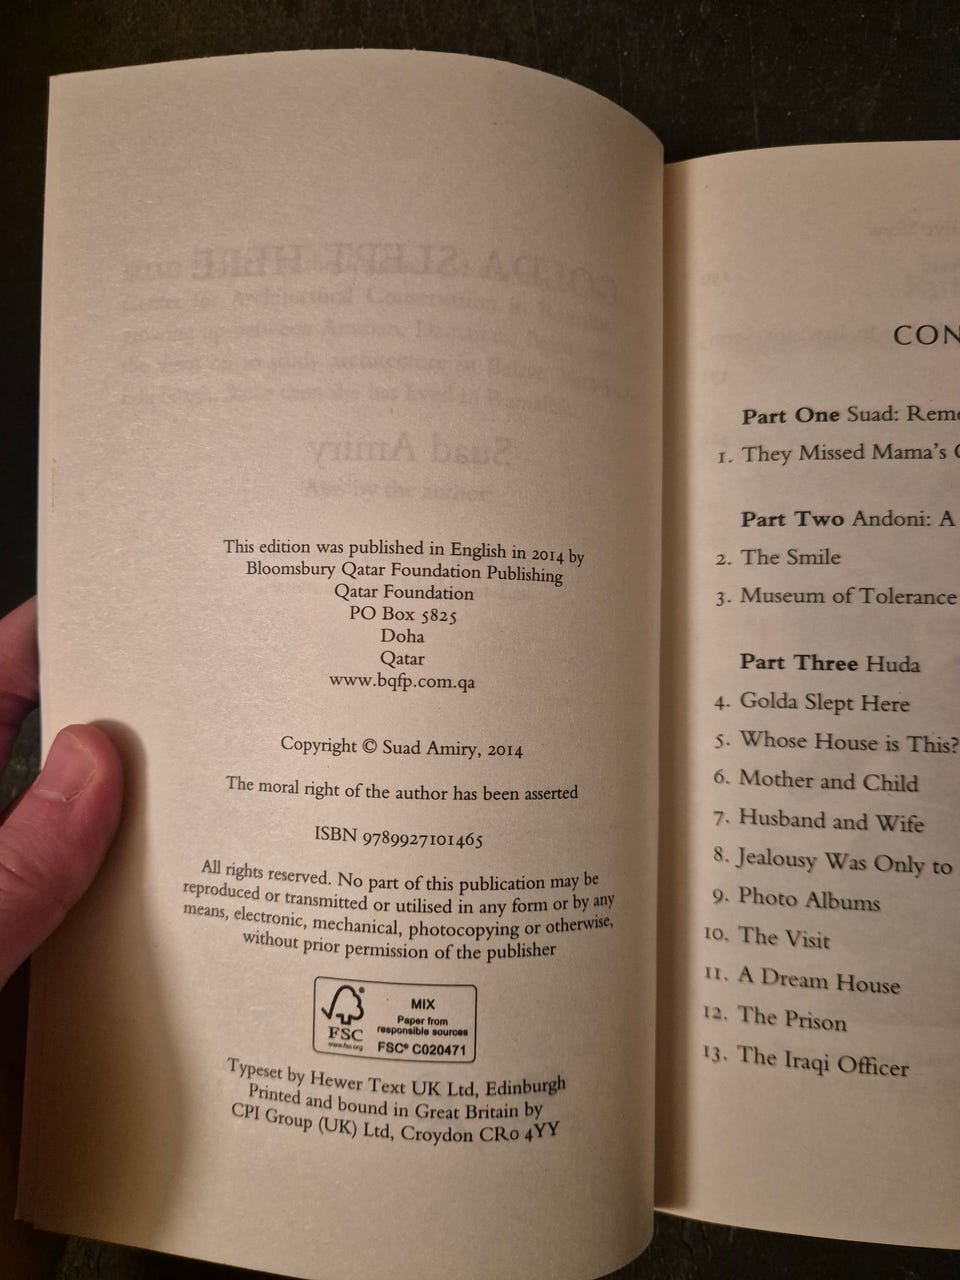 This edition was published in English in 2014 by
Bloomsbury Qatar Foundation Publishing
Qatar Foundation
PO Box 5825
Doha
Qatar
www.bqfp.com.qa
Copyright © Suad Amiry, 2014
The moral right of the author has been asserted
ISBN 9789927101465
All rights reserved. No part of this publication may be
reproduced or transmitted or utilised in any form or by any
means, electronic, mechanical, photocopying or otherwise,
without prior permission of the publisher
FSC
www.fsc.org
MIX
Paper from
responsible sources
FSC® C020471
Typeset by Hewer Text UK Ltd, Edinburgh
Printed and bound in Great Britain by
CPI Group (UK) Ltd, Croydon CR0 4YY
CON
Part One Suad: Reme
1. They Missed Mama's
Part Two Andoni: A
2. The Smile
3. Museum of Tolerance
Part Three Huda
4. Golda Slept Here
5. Whose House is This?
6. Mother and Child
7. Husband and Wife
8. Jealousy Was Only to
9. Photo Albums
10. The Visit
11. A Dream House
12. The Prison
13. The Iraqi Officer